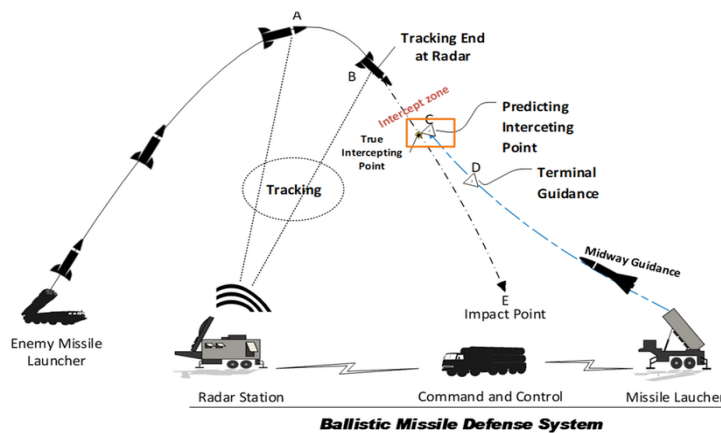 A
Tracking End
at Radar
B
Intercept zone
C
Predicting
Interceting
Point
True
Intercepting
Point
D
Terminal
Guidance
Tracking
Midway Guidance
E
Impact Point
Enemy Missile
Launcher
Radar Station
Command and Control
Missile Laucher
Ballistic Missile Defense System